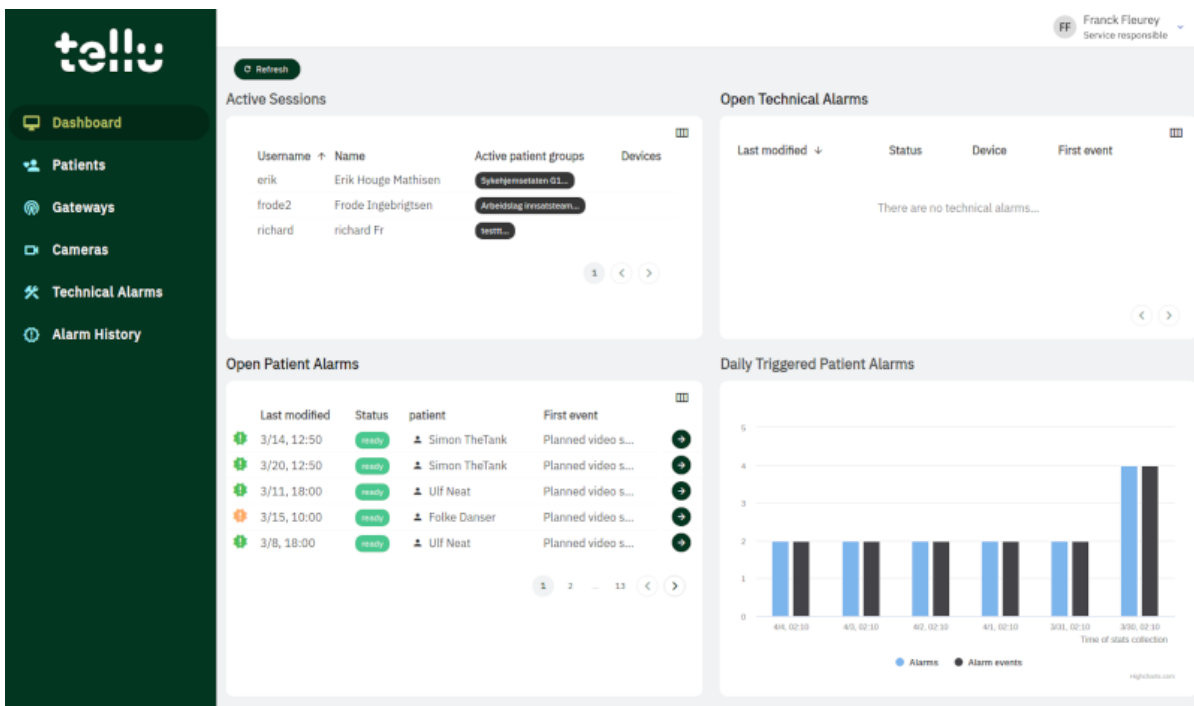 tellu
FF Franck Fleurey
Service responsible
Refresh
Dashboard
Patients
Gateways
Cameras
Technical Alarms
Alarm History
Active Sessions
Username Name Active patient groups Devices
erik Erik Houge Mathisen Sykehjemsetaten G1...
frode2 Frode Ingebrigtsen Arbeidslag innsatsteam...
richard richard Fr testtt...
1
Open Technical Alarms
Last modified Status Device First event
There are no technical alarms...
Open Patient Alarms
Last modified Status patient First event
3/14, 12:50 ready Simon TheTank Planned video s...
3/20, 12:50 ready Simon TheTank Planned video s...
3/11, 18:00 ready Ulf Neat Planned video s...
3/15, 10:00 ready Folke Danser Planned video s...
3/8, 18:00 ready Ulf Neat Planned video s...
1 2 ... 13
Daily Triggered Patient Alarms
5
4
3
2
1
0
4/4, 02:10 4/3, 02:10 4/2, 02:10 4/1, 02:10 3/31, 02:10 3/30, 02:10
Time of stats collection
Alarms Alarm events
Highcharts.com